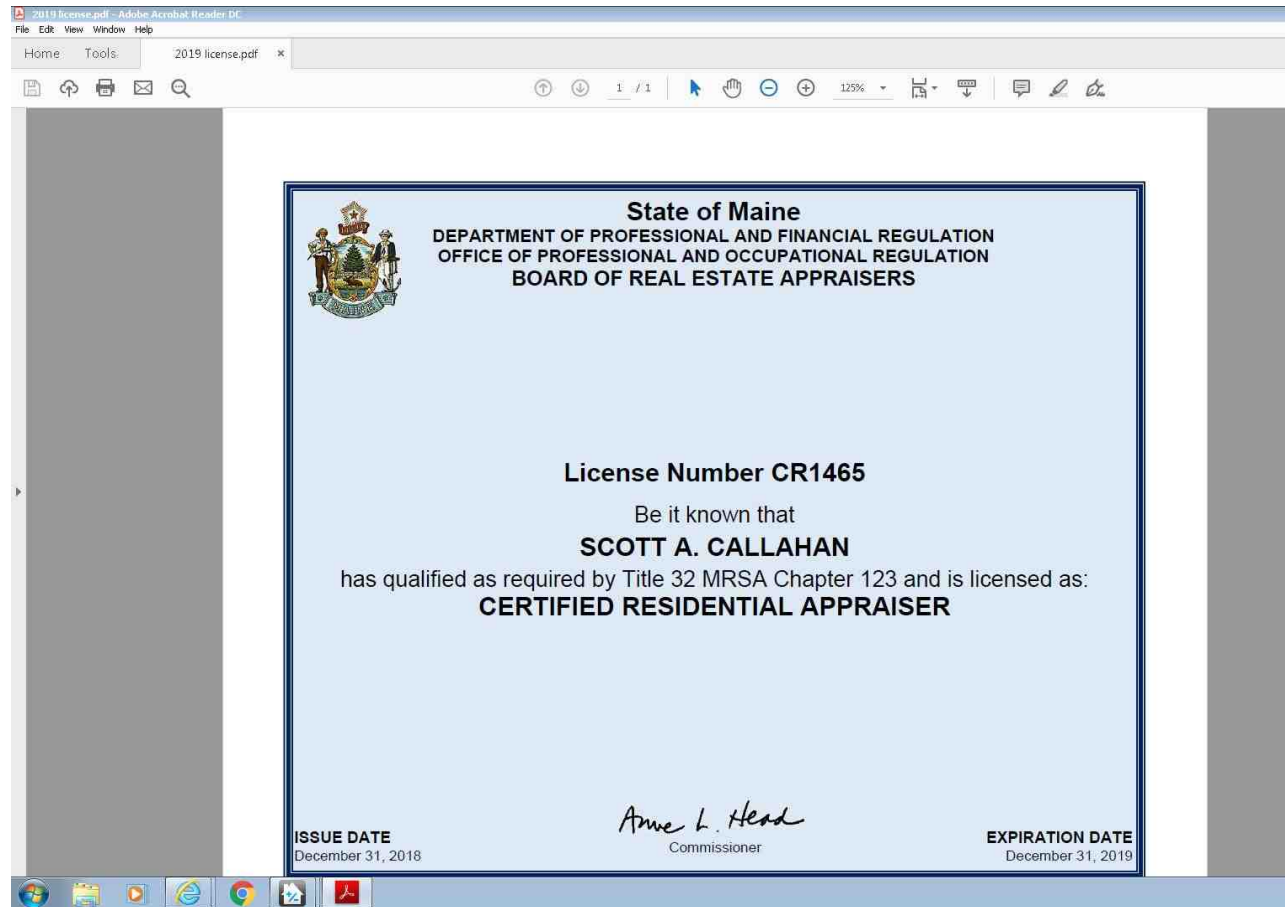 2019 license.pdf - Adobe Acrobat Reader DC
File Edit View Window Help
Home Tools 2019 license.pdf ×
1 / 1 125%
State of Maine
DEPARTMENT OF PROFESSIONAL AND FINANCIAL REGULATION
OFFICE OF PROFESSIONAL AND OCCUPATIONAL REGULATION
BOARD OF REAL ESTATE APPRAISERS
MAINE
License Number CR1465
Be it known that
SCOTT A. CALLAHAN
has qualified as required by Title 32 MRSA Chapter 123 and is licensed as:
CERTIFIED RESIDENTIAL APPRAISER
Anne L. Head
Commissioner
ISSUE DATE
December 31, 2018
EXPIRATION DATE
December 31, 2019